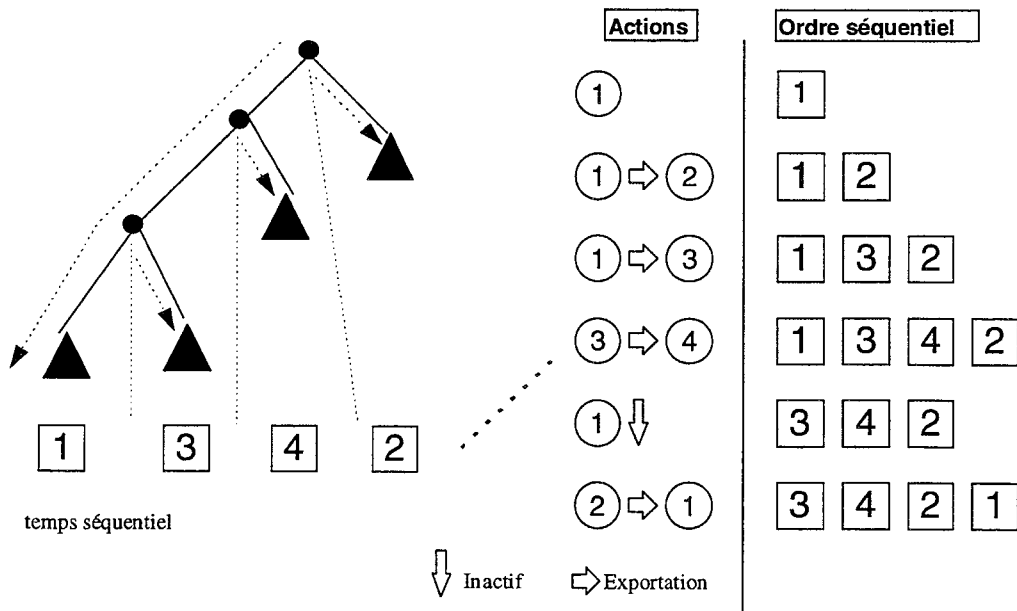 Actions Ordre séquentiel
1 1
1 2 1 2
1 3 1 3 2
3 4 1 3 4 2
1 3 4 2
2 1 3 4 2 1
1 3 4 2
temps séquentiel
Inactif Exportation